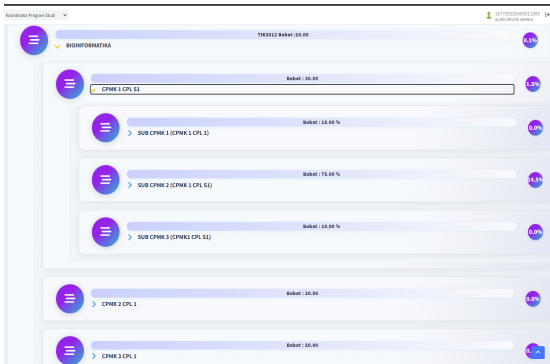 Koordinator Program Studi
TIK3012 Bobot :20.00
BIOINFORMATIKA
0.1%
Bobot : 30.00
CPMK 1 CPL S1
1.5%
Bobot : 15.00 %
SUB CPMK 1 (CPMK 1 CPL 1)
0.0%
Bobot : 75.00 %
SUB CPMK 2 (CPMK 1 CPL S1)
14.5%
Bobot : 10.00 %
SUB CPMK 3 (CPMK1 CPL S1)
0.0%
Bobot : 20.00
CPMK 2 CPL 1
0.0%
Bobot : 50.00
CPMK 3 CPL 1
0.